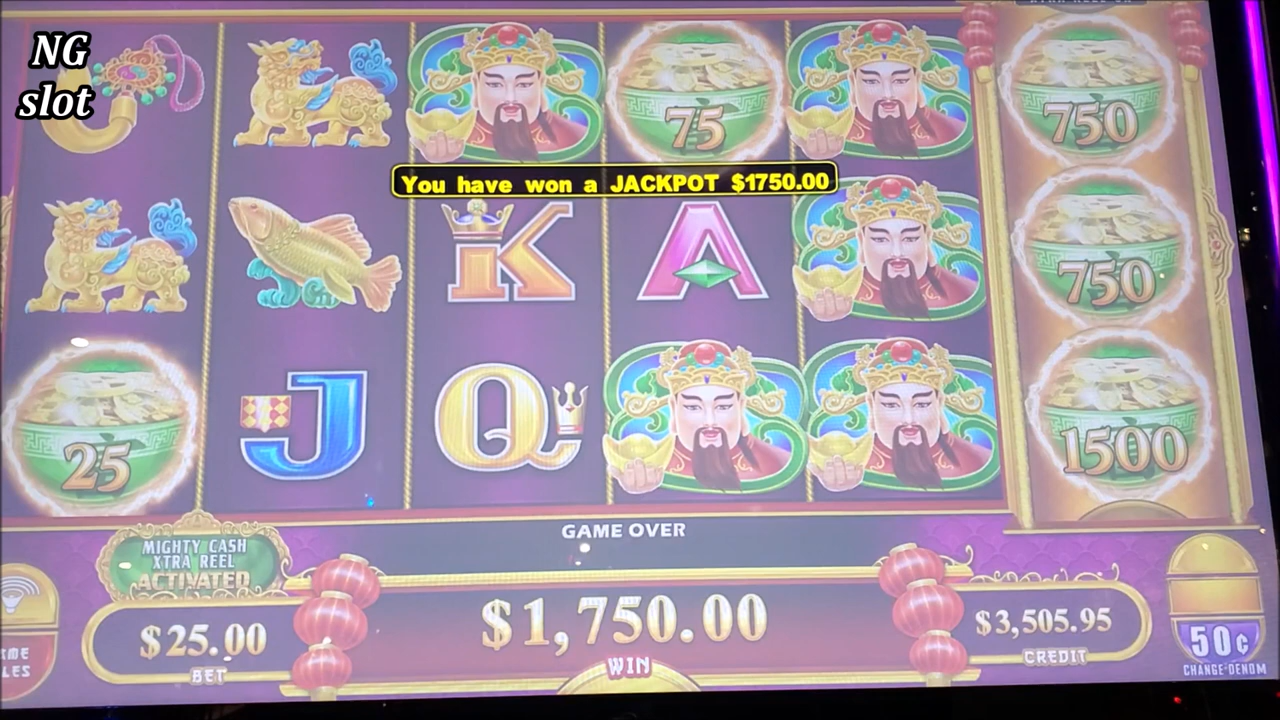 NG
slot
75
750
You have won a JACKPOT $1750.00
K
A
750
25
J
Q
1500
GAME OVER
MIGHTY CASH
XTRA REEL
ACTIVATED
$25.00
BET
$1,750.00
WIN
$3,505.95
CREDIT
50¢
CHANGE DENOM